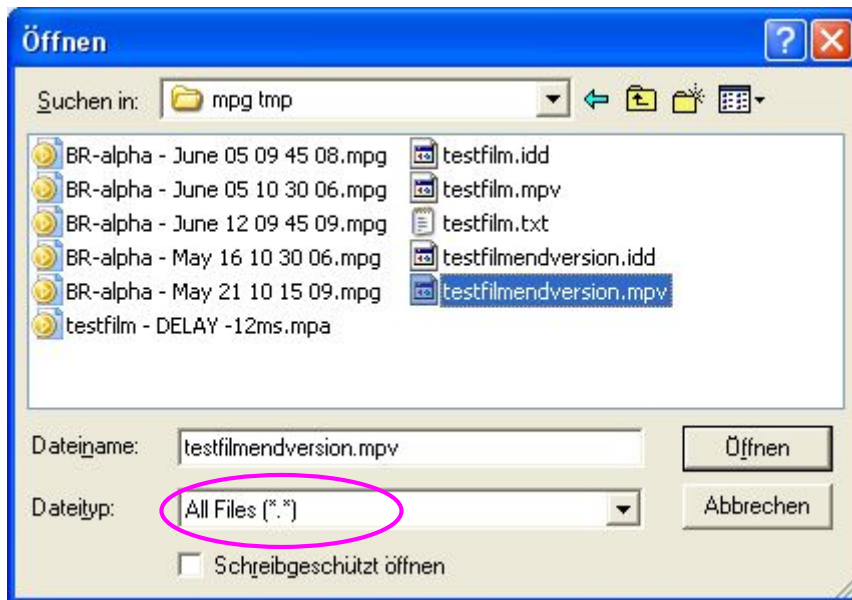 Öffnen
Suchen in: mpg tmp
BR-alpha - June 05 09 45 08.mpg
BR-alpha - June 05 10 30 06.mpg
BR-alpha - June 12 09 45 09.mpg
BR-alpha - May 16 10 30 06.mpg
BR-alpha - May 21 10 15 09.mpg
testfilm - DELAY -12ms.mpa
testfilm.idd
testfilm.mpv
testfilm.txt
testfilmendversion.idd
testfilmendversion.mpv
Dateiname: testfilmendversion.mpv Öffnen
Dateityp: All Files (*.*) Abbrechen
Schreibgeschützt öffnen